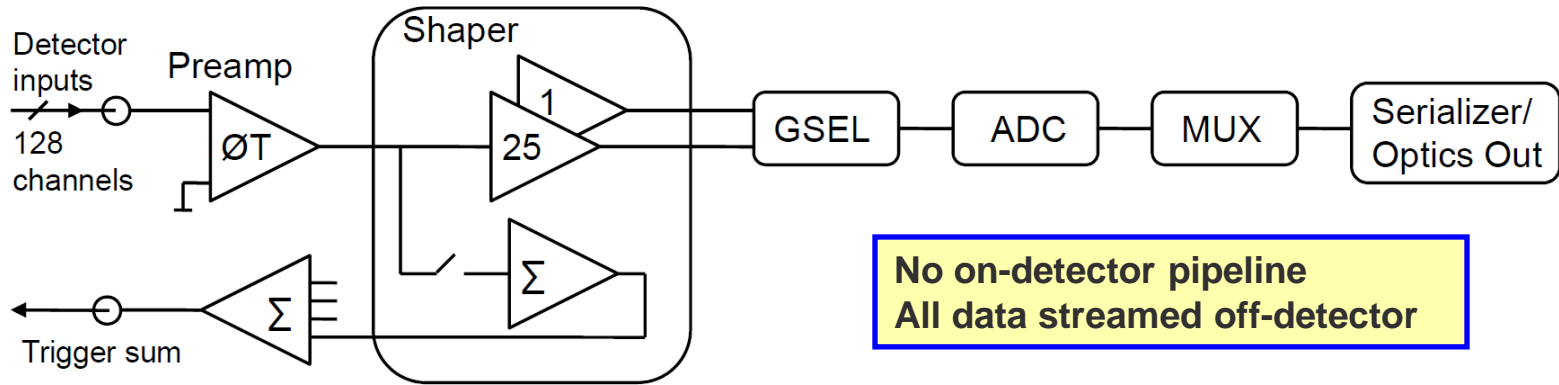 Detector
inputs
128
channels
Preamp
ØT
Shaper
1
25
Σ
Σ
Trigger sum
GSEL
ADC
MUX
Serializer/
Optics Out
No on-detector pipeline
All data streamed off-detector